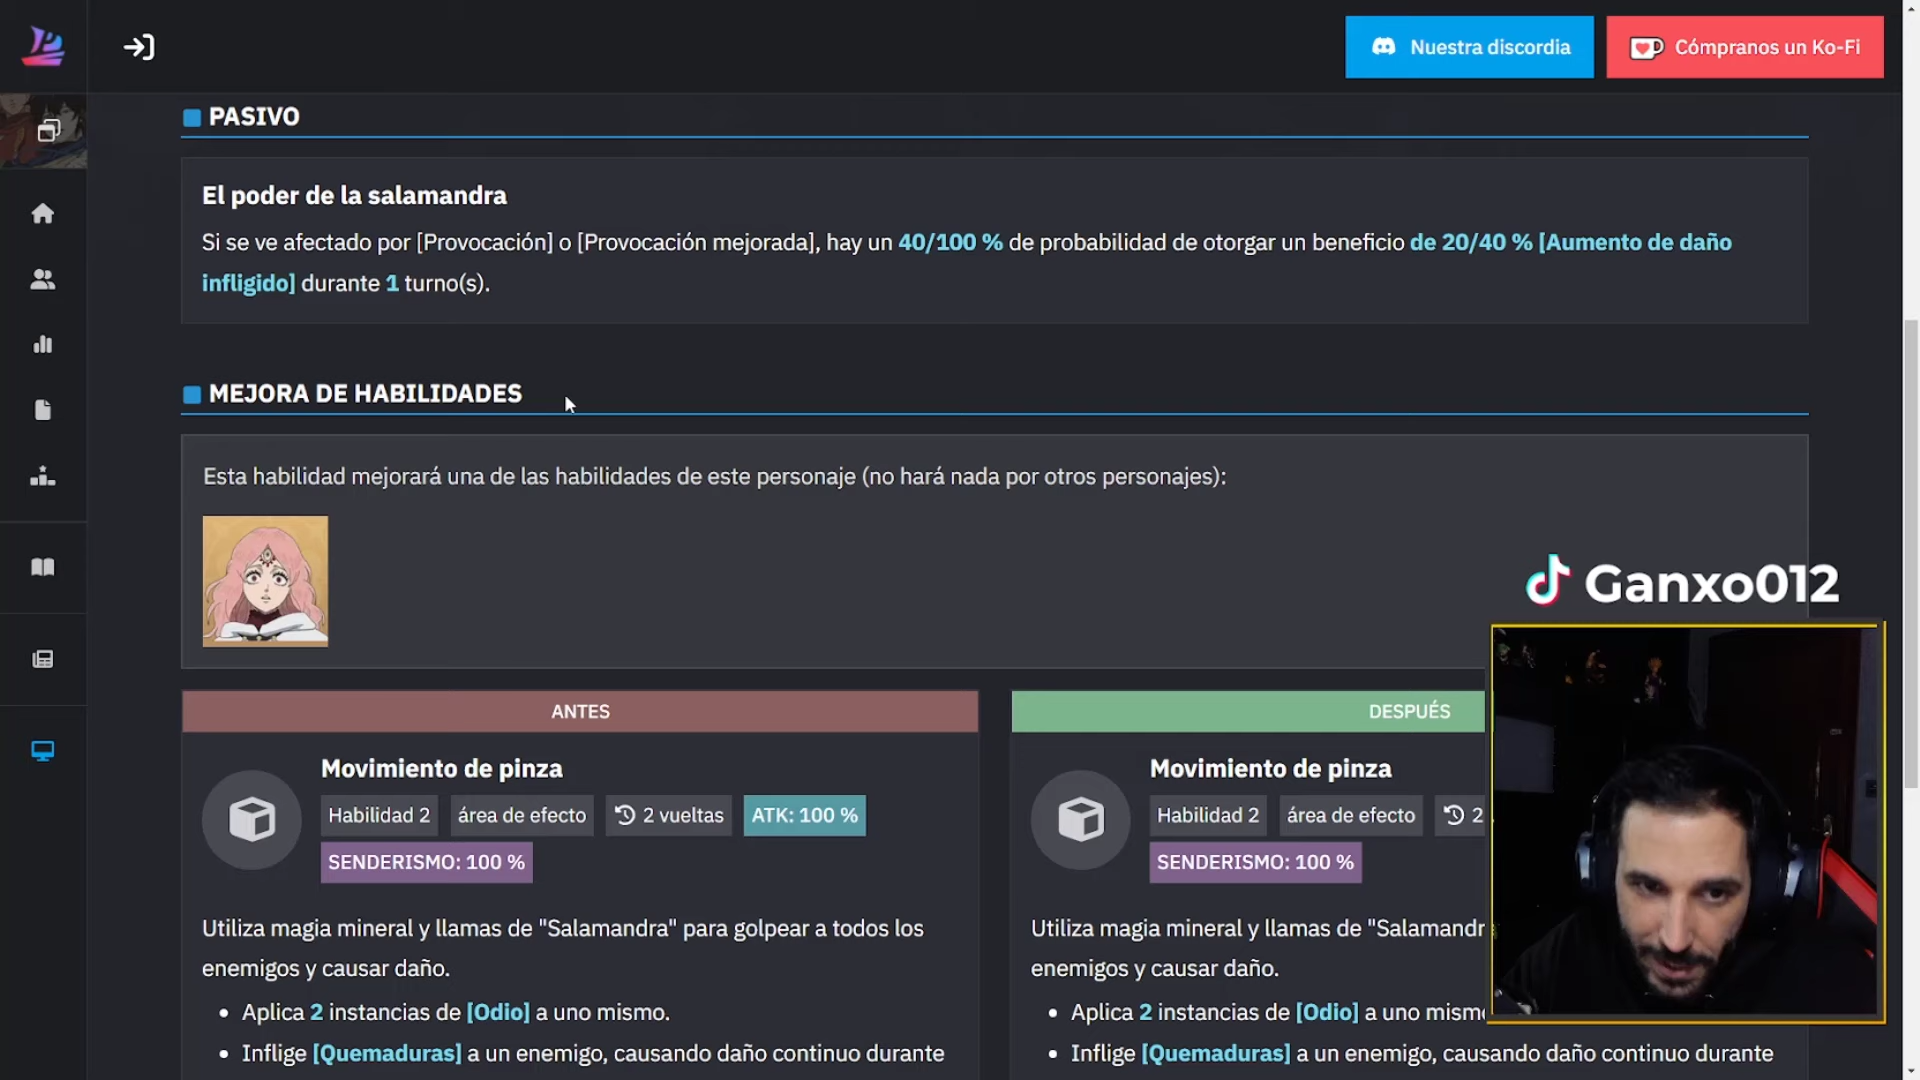 Nuestra discordia
Cómpranos un Ko-Fi
PASIVO
El poder de la salamandra
Si se ve afectado por [Provocación] o [Provocación mejorada], hay un 40/100 % de probabilidad de otorgar un beneficio de 20/40 % [Aumento de daño
infligido] durante 1 turno(s).
MEJORA DE HABILIDADES
Esta habilidad mejorará una de las habilidades de este personaje (no hará nada por otros personajes):
Ganxo012
ANTES
Movimiento de pinza
Habilidad 2
área de efecto
2 vueltas
ATK: 100 %
SENDERISMO: 100 %
Utiliza magia mineral y llamas de "Salamandra" para golpear a todos los
enemigos y causar daño.
• Aplica 2 instancias de [Odio] a uno mismo.
• Inflige [Quemaduras] a un enemigo, causando daño continuo durante
DESPUÉS
Movimiento de pinza
Habilidad 2
área de efecto
2
SENDERISMO: 100 %
Utiliza magia mineral y llamas de "Salamandr
enemigos y causar daño.
• Aplica 2 instancias de [Odio] a uno mism
• Inflige [Quemaduras] a un enemigo, causando daño continuo durante